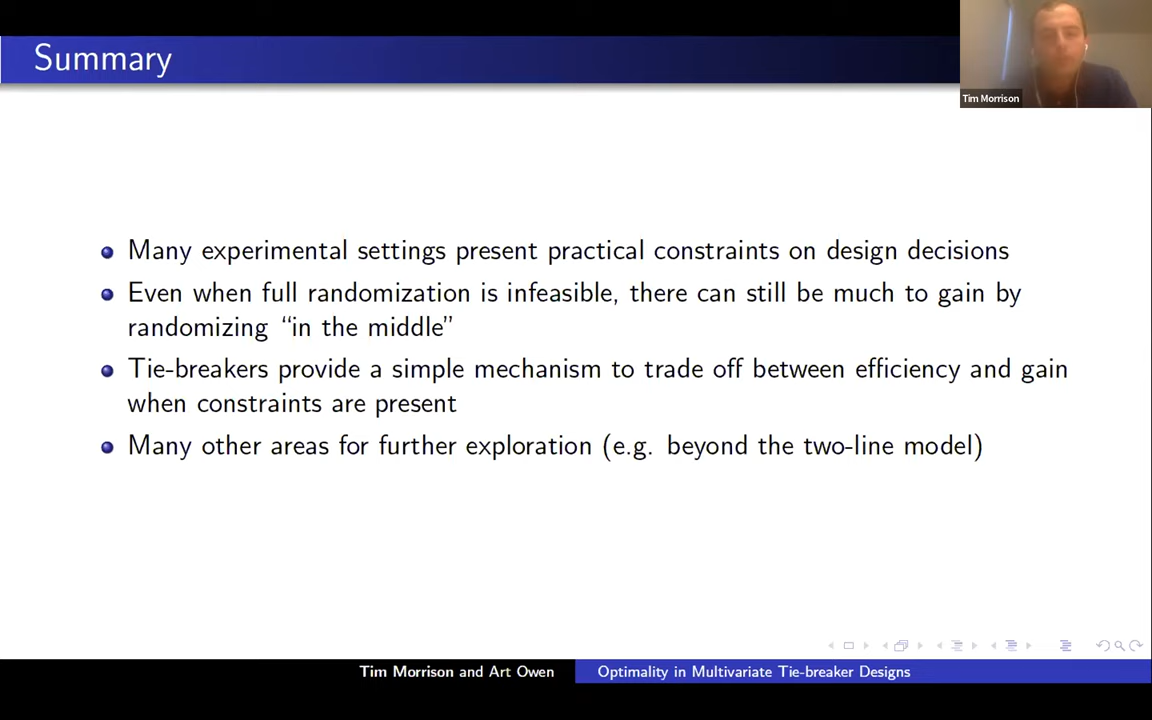 Summary
Tim Morrison
Many experimental settings present practical constraints on design decisions
Even when full randomization is infeasible, there can still be much to gain by
randomizing “in the middle”
Tie-breakers provide a simple mechanism to trade off between efficiency and gain
when constraints are present
Many other areas for further exploration (e.g. beyond the two-line model)
Tim Morrison and Art Owen
Optimality in Multivariate Tie-breaker Designs